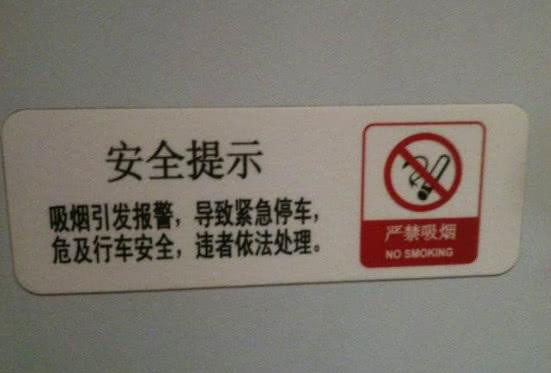 安全提示
吸烟引发报警，导致紧急停车，
危及行车安全，违者依法处理。
严禁吸烟
NO SMOKING